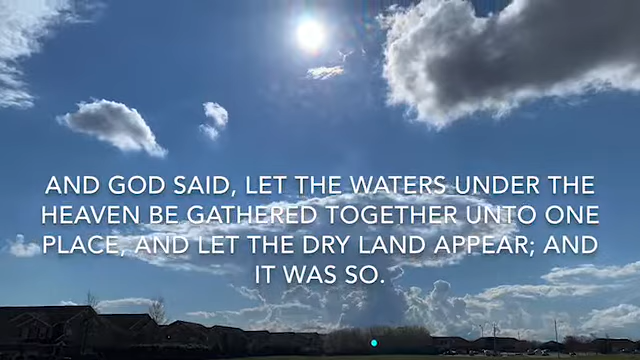 AND GOD SAID, LET THE WATERS UNDER THE
HEAVEN BE GATHERED TOGETHER UNTO ONE
PLACE, AND LET THE DRY LAND APPEAR; AND
IT WAS SO.